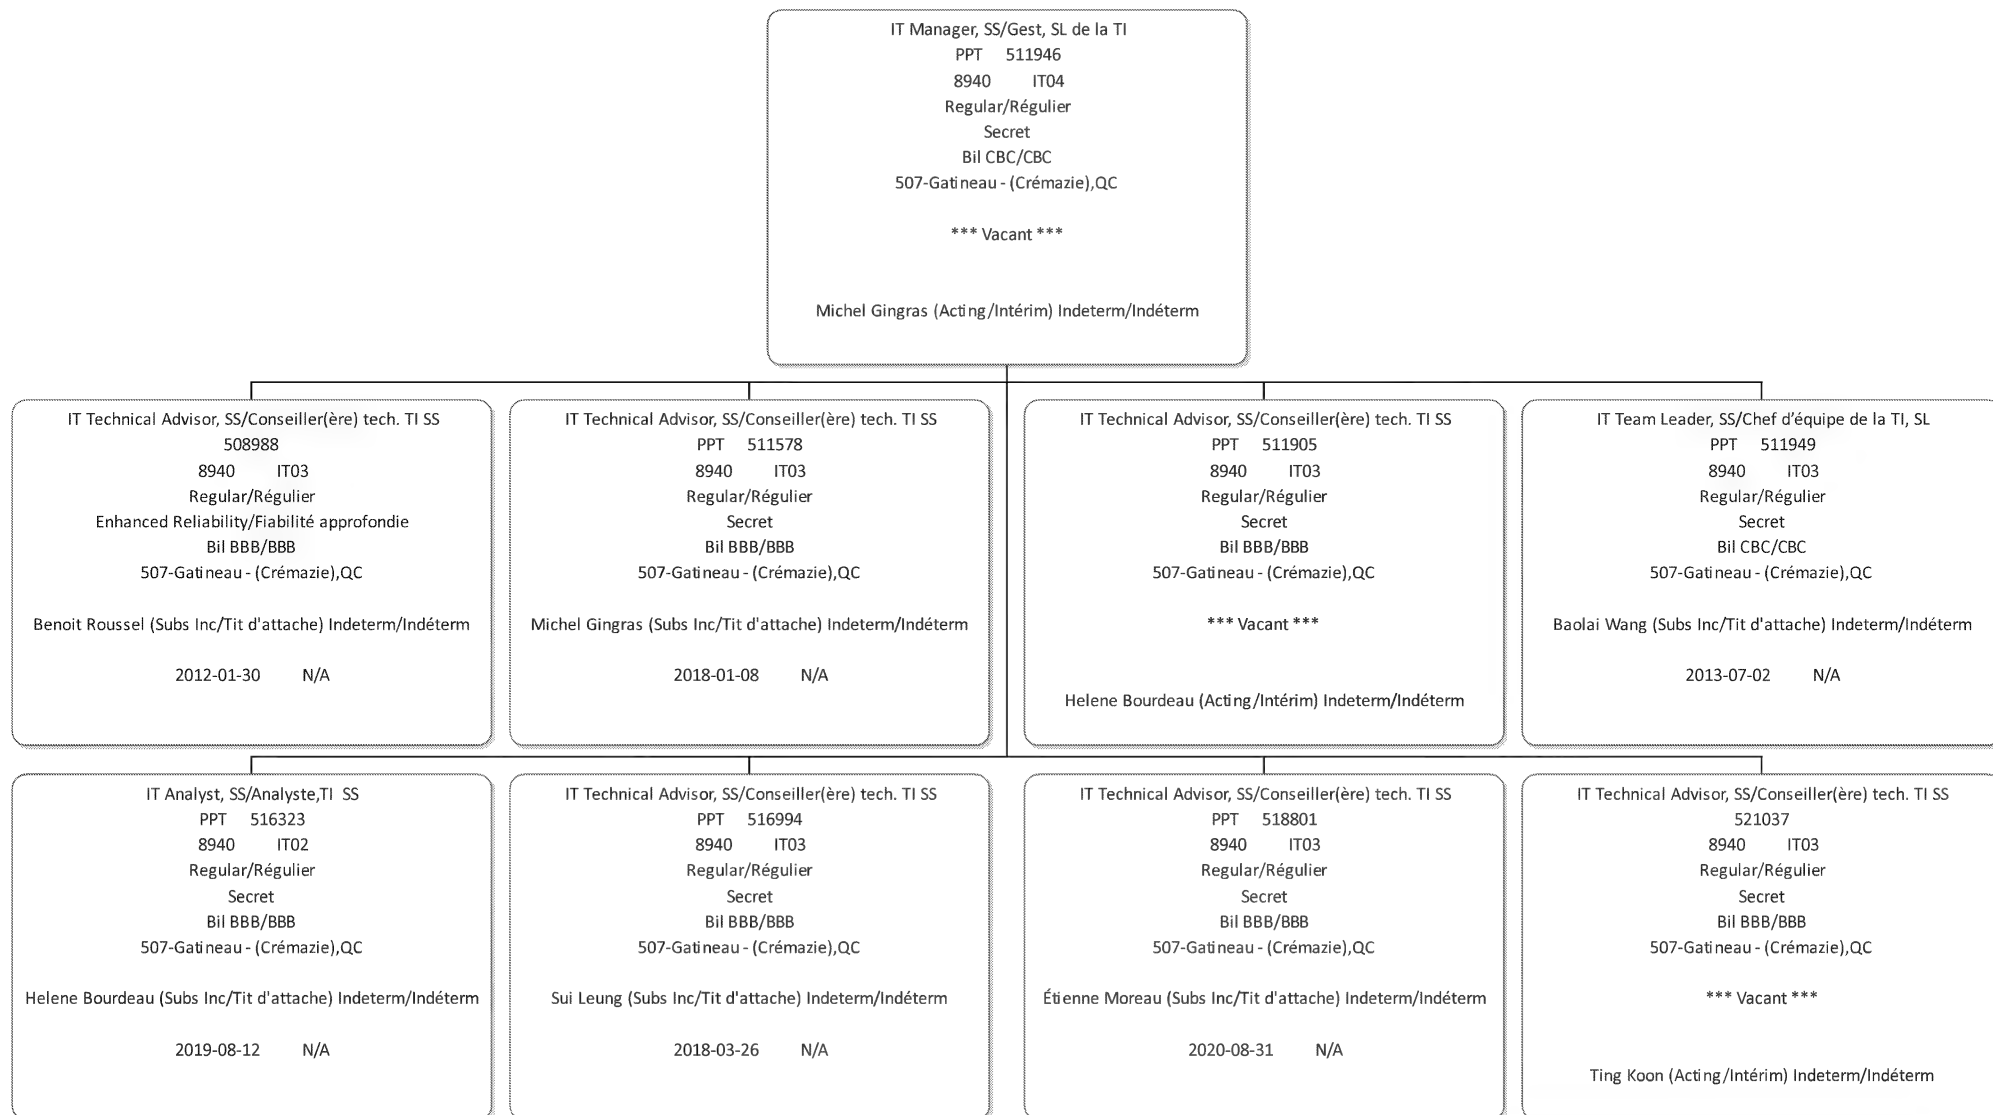 IT Manager, SS/Gest, SL de la TI
PPT 511946
8940 IT04
Regular/Régulier
Secret
Bil CBC/CBC
507-Gatineau - (Crémazie),QC
*** Vacant ***
Michel Gingras (Acting/Intérim) Indeterm/Indéterm
IT Technical Advisor, SS/Conseiller(ère) tech. TI SS
508988
8940 IT03
Regular/Régulier
Enhanced Reliability/Fiabilité approfondie
Bil BBB/BBB
507-Gatineau - (Crémazie),QC
Benoit Roussel (Subs Inc/Tit d'attache) Indeterm/Indéterm
2012-01-30 N/A
IT Technical Advisor, SS/Conseiller(ère) tech. TI SS
PPT 511578
8940 IT03
Regular/Régulier
Secret
Bil BBB/BBB
507-Gatineau - (Crémazie),QC
Michel Gingras (Subs Inc/Tit d'attache) Indeterm/Indéterm
2018-01-08 N/A
IT Technical Advisor, SS/Conseiller(ère) tech. TI SS
PPT 511905
8940 IT03
Regular/Régulier
Secret
Bil BBB/BBB
507-Gatineau - (Crémazie),QC
*** Vacant ***
Helene Bourdeau (Acting/Intérim) Indeterm/Indéterm
IT Team Leader, SS/Chef d’équipe de la TI, SL
PPT 511949
8940 IT03
Regular/Régulier
Secret
Bil CBC/CBC
507-Gatineau - (Crémazie),QC
Baolai Wang (Subs Inc/Tit d'attache) Indeterm/Indéterm
2013-07-02 N/A
IT Analyst, SS/Analyste,TI SS
PPT 516323
8940 IT02
Regular/Régulier
Secret
Bil BBB/BBB
507-Gatineau - (Crémazie),QC
Helene Bourdeau (Subs Inc/Tit d'attache) Indeterm/Indéterm
2019-08-12 N/A
IT Technical Advisor, SS/Conseiller(ère) tech. TI SS
PPT 516994
8940 IT03
Regular/Régulier
Secret
Bil BBB/BBB
507-Gatineau - (Crémazie),QC
Sui Leung (Subs Inc/Tit d'attache) Indeterm/Indéterm
2018-03-26 N/A
IT Technical Advisor, SS/Conseiller(ère) tech. TI SS
PPT 518801
8940 IT03
Regular/Régulier
Secret
Bil BBB/BBB
507-Gatineau - (Crémazie),QC
Étienne Moreau (Subs Inc/Tit d'attache) Indeterm/Indéterm
2020-08-31 N/A
IT Technical Advisor, SS/Conseiller(ère) tech. TI SS
521037
8940 IT03
Regular/Régulier
Secret
Bil BBB/BBB
507-Gatineau - (Crémazie),QC
*** Vacant ***
Ting Koon (Acting/Intérim) Indeterm/Indéterm